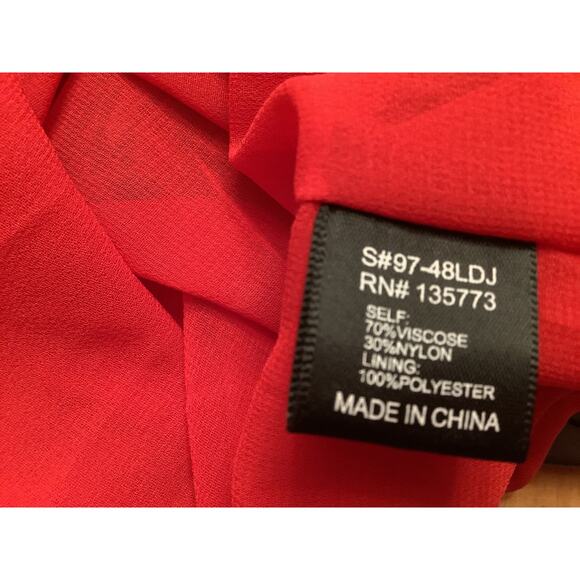 S#97-48LDJ
RN# 135773
SELF:
70%VISCOSE
30%NYLON
LINING:
100%POLYESTER
MADE IN CHINA